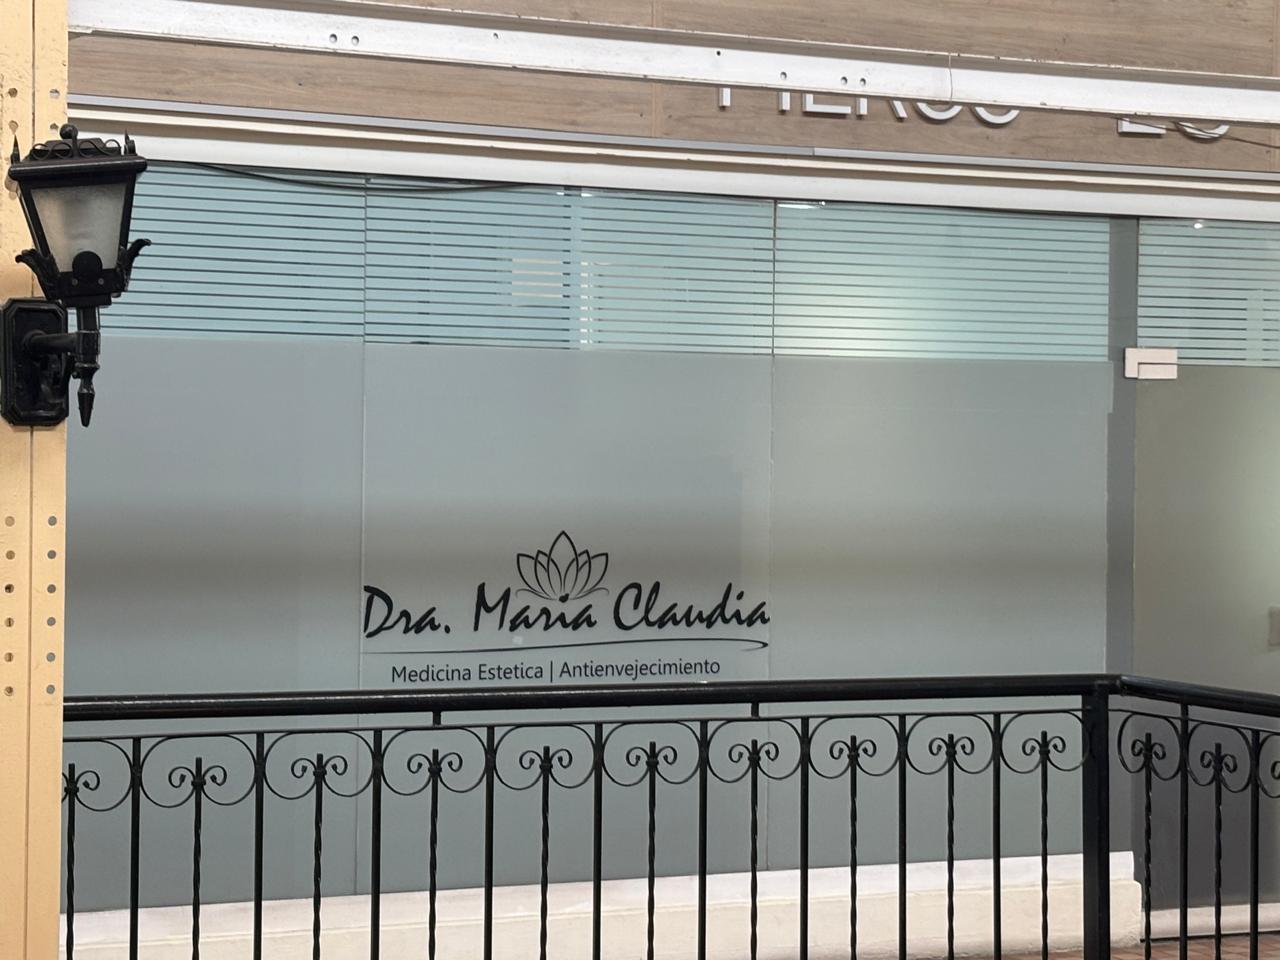 Dra. Maria Claudia
Medicina Estetica | Antienvejecimiento